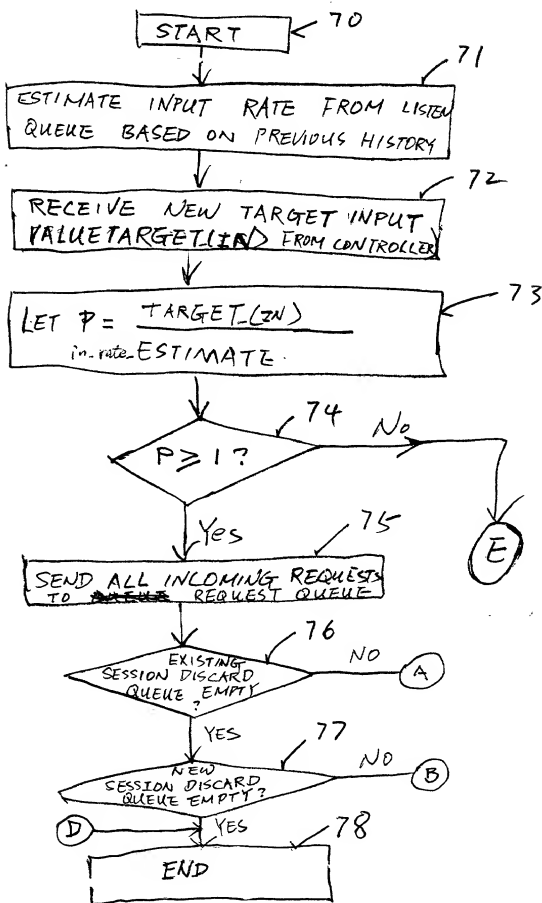 START
70
71
ESTIMATE INPUT RATE FROM LISTEN
QUEUE BASED ON PREVIOUS HISTORY
72
RECEIVE NEW TARGET INPUT
VALUE TARGET_(IN) FROM CONTROLLER
73
LET P = TARGET_(IN)
in_rate_ESTIMATE.
74
P ≥ 1 ?
No
Yes
E
75
SEND ALL INCOMING REQUESTS
TO REQUEST QUEUE
76
EXISTING
SESSION DISCARD
QUEUE EMPTY
?
NO
A
YES
77
NEW
SESSION DISCARD
QUEUE EMPTY?
NO
B
D
YES
78
END